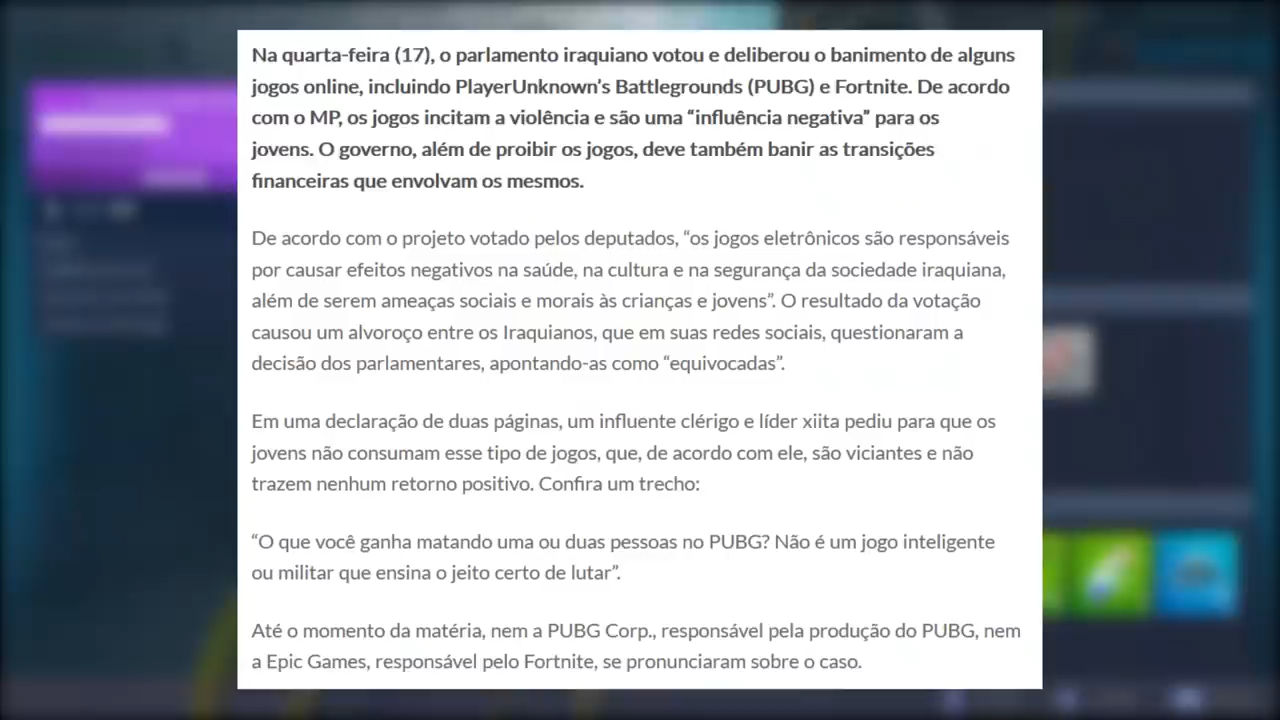 Na quarta-feira (17), o parlamento iraquiano votou e deliberou o banimento de alguns
jogos online, incluindo PlayerUnknown’s Battlegrounds (PUBG) e Fortnite. De acordo
com o MP, os jogos incitam a violência e são uma “influência negativa” para os
jovens. O governo, além de proibir os jogos, deve também banir as transições
financeiras que envolvam os mesmos.
De acordo com o projeto votado pelos deputados, “os jogos eletrônicos são responsáveis
por causar efeitos negativos na saúde, na cultura e na segurança da sociedade iraquiana,
além de serem ameaças sociais e morais às crianças e jovens”. O resultado da votação
causou um alvoroço entre os Iraquianos, que em suas redes sociais, questionaram a
decisão dos parlamentares, apontando-as como “equivocadas”.
Em uma declaração de duas páginas, um influente clérigo e líder xiita pediu para que os
jovens não consumam esse tipo de jogos, que, de acordo com ele, são viciantes e não
trazem nenhum retorno positivo. Confira um trecho:
“O que você ganha matando uma ou duas pessoas no PUBG? Não é um jogo inteligente
ou militar que ensina o jeito certo de lutar”.
Até o momento da matéria, nem a PUBG Corp., responsável pela produção do PUBG, nem
a Epic Games, responsável pelo Fortnite, se pronunciaram sobre o caso.